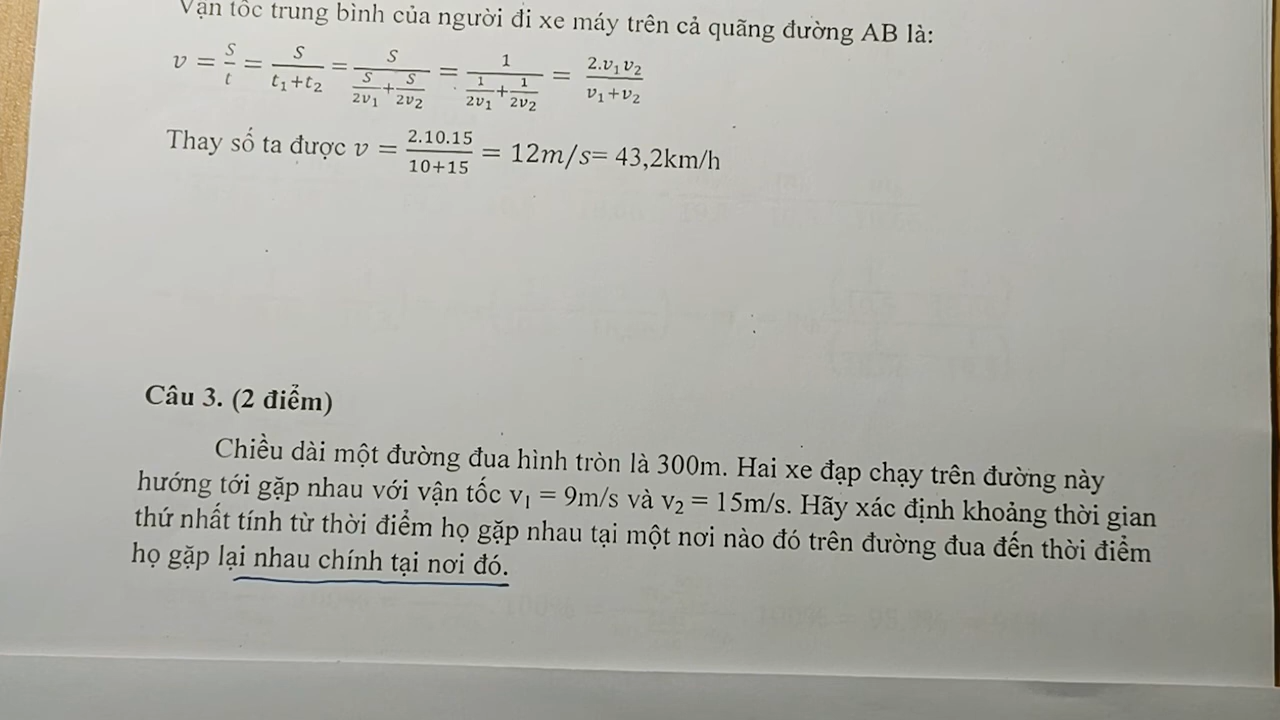 Vận tốc trung bình của người đi xe máy trên cả quãng đường AB là:
v = S/t = S/(t₁+t₂) = S/(S/2v₁ + S/2v₂) = 1/(1/2v₁ + 1/2v₂) = 2.v₁v₂/(v₁+v₂)
Thay số ta được v = 2.10.15/(10+15) = 12m/s= 43,2km/h
Câu 3. (2 điểm)
Chiều dài một đường đua hình tròn là 300m. Hai xe đạp chạy trên đường này
hướng tới gặp nhau với vận tốc v₁ = 9m/s và v₂ = 15m/s. Hãy xác định khoảng thời gian
thứ nhất tính từ thời điểm họ gặp nhau tại một nơi nào đó trên đường đua đến thời điểm
họ gặp lại nhau chính tại nơi đó.